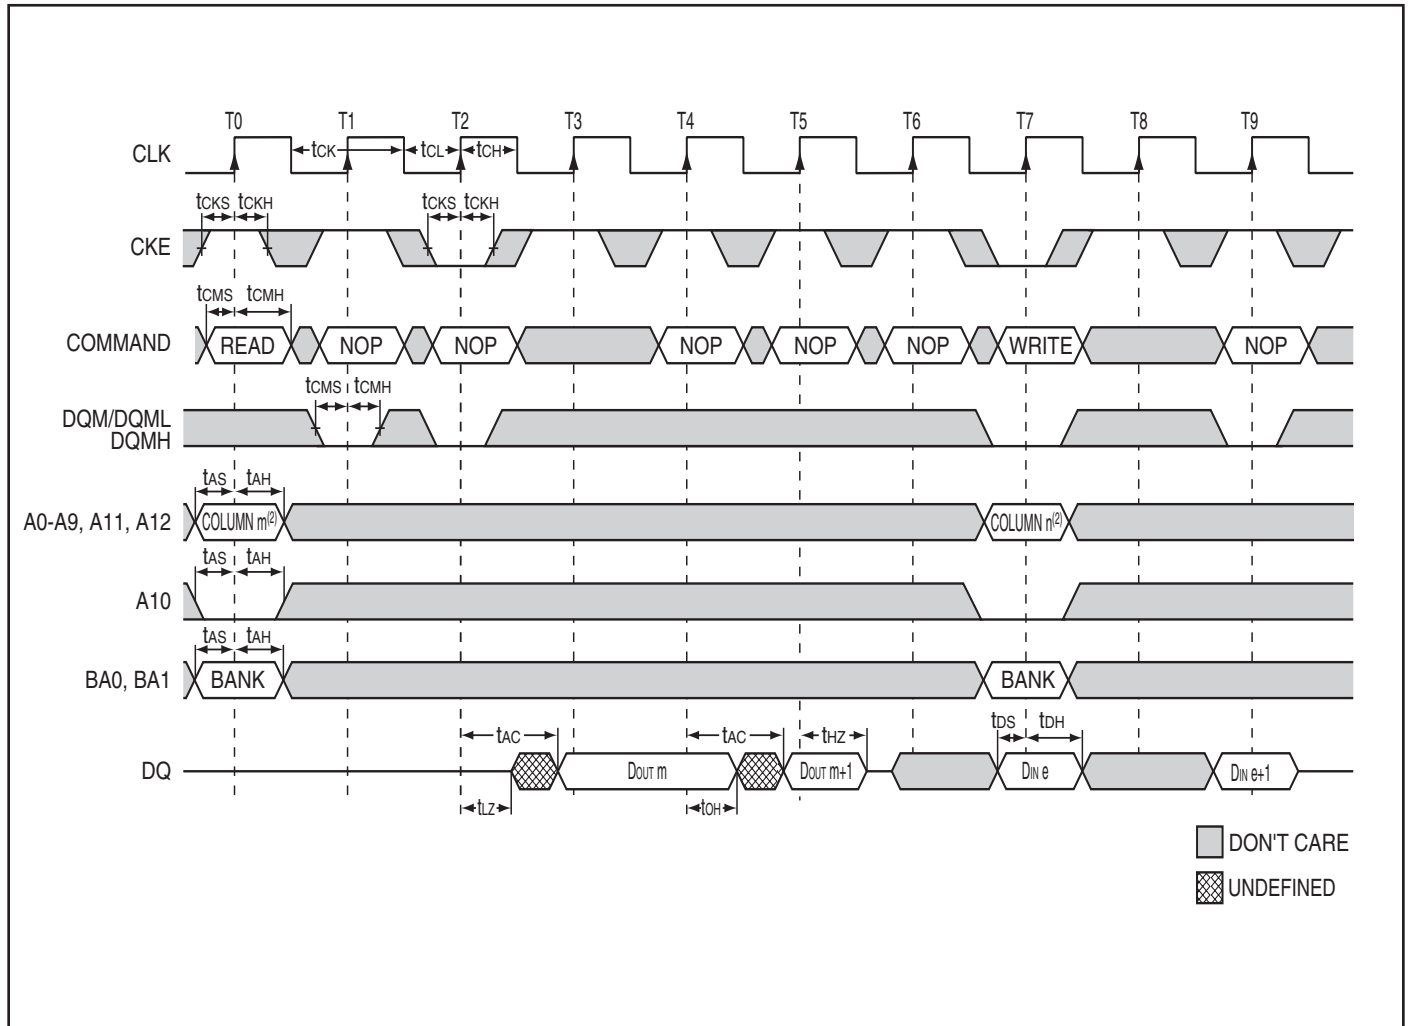 T0 T1 T2 T3 T4 T5 T6 T7 T8 T9
CLK tCK tCL tCH
tCKS tCKH tCKS tCKH
CKE
tCMS tCMH
COMMAND READ NOP NOP NOP NOP NOP WRITE NOP
tCMS tCMH
DQM/DQML
DQMH
tAS tAH
A0-A9, A11, A12 COLUMN m(2) COLUMN n(2)
tAS tAH
A10
tAS tAH
BA0, BA1 BANK BANK
tAC tAC tHZ tDS tDH
DQ DOUT m DOUT m+1 DIN e DIN e+1
tLZ tOH
DON'T CARE
UNDEFINED